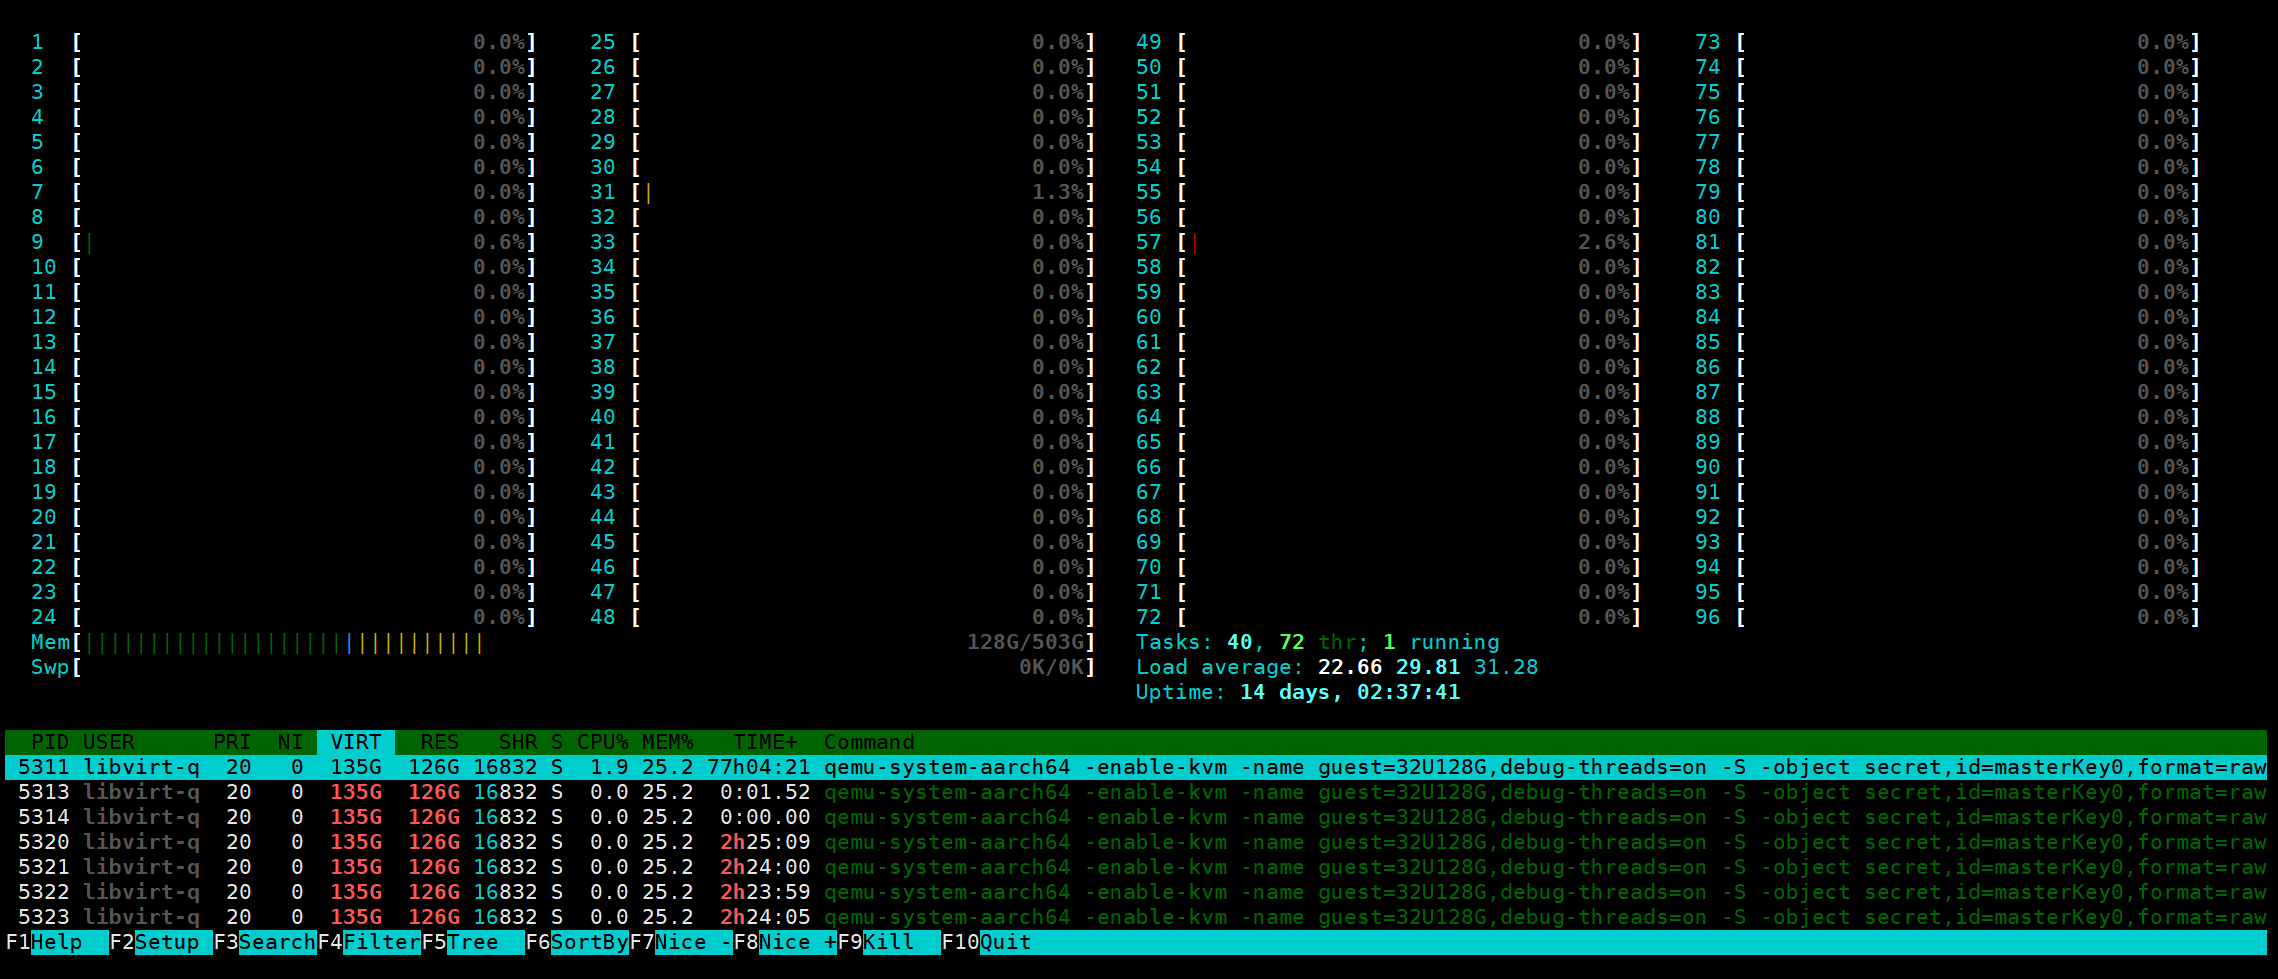 1 [ 0.0%] 25 [ 0.0%] 49 [ 0.0%] 73 [ 0.0%]
2 [ 0.0%] 26 [ 0.0%] 50 [ 0.0%] 74 [ 0.0%]
3 [ 0.0%] 27 [ 0.0%] 51 [ 0.0%] 75 [ 0.0%]
4 [ 0.0%] 28 [ 0.0%] 52 [ 0.0%] 76 [ 0.0%]
5 [ 0.0%] 29 [ 0.0%] 53 [ 0.0%] 77 [ 0.0%]
6 [ 0.0%] 30 [ 0.0%] 54 [ 0.0%] 78 [ 0.0%]
7 [ 0.0%] 31 [| 1.3%] 55 [ 0.0%] 79 [ 0.0%]
8 [ 0.0%] 32 [ 0.0%] 56 [ 0.0%] 80 [ 0.0%]
9 [| 0.6%] 33 [ 0.0%] 57 [| 2.6%] 81 [ 0.0%]
10 [ 0.0%] 34 [ 0.0%] 58 [ 0.0%] 82 [ 0.0%]
11 [ 0.0%] 35 [ 0.0%] 59 [ 0.0%] 83 [ 0.0%]
12 [ 0.0%] 36 [ 0.0%] 60 [ 0.0%] 84 [ 0.0%]
13 [ 0.0%] 37 [ 0.0%] 61 [ 0.0%] 85 [ 0.0%]
14 [ 0.0%] 38 [ 0.0%] 62 [ 0.0%] 86 [ 0.0%]
15 [ 0.0%] 39 [ 0.0%] 63 [ 0.0%] 87 [ 0.0%]
16 [ 0.0%] 40 [ 0.0%] 64 [ 0.0%] 88 [ 0.0%]
17 [ 0.0%] 41 [ 0.0%] 65 [ 0.0%] 89 [ 0.0%]
18 [ 0.0%] 42 [ 0.0%] 66 [ 0.0%] 90 [ 0.0%]
19 [ 0.0%] 43 [ 0.0%] 67 [ 0.0%] 91 [ 0.0%]
20 [ 0.0%] 44 [ 0.0%] 68 [ 0.0%] 92 [ 0.0%]
21 [ 0.0%] 45 [ 0.0%] 69 [ 0.0%] 93 [ 0.0%]
22 [ 0.0%] 46 [ 0.0%] 70 [ 0.0%] 94 [ 0.0%]
23 [ 0.0%] 47 [ 0.0%] 71 [ 0.0%] 95 [ 0.0%]
24 [ 0.0%] 48 [ 0.0%] 72 [ 0.0%] 96 [ 0.0%]
Mem[||||||||||||||||||||||||||||||| 128G/503G] Tasks: 40, 72 thr; 1 running
Swp[ 0K/0K] Load average: 22.66 29.81 31.28
Uptime: 14 days, 02:37:41
PID USER PRI NI VIRT RES SHR S CPU% MEM% TIME+ Command
5311 libvirt-q 20 0 135G 126G 16832 S 1.9 25.2 77h04:21 qemu-system-aarch64 -enable-kvm -name guest=32U128G,debug-threads=on -S -object secret,id=masterKey0,format=raw
5313 libvirt-q 20 0 135G 126G 16832 S 0.0 25.2 0:01.52 qemu-system-aarch64 -enable-kvm -name guest=32U128G,debug-threads=on -S -object secret,id=masterKey0,format=raw
5314 libvirt-q 20 0 135G 126G 16832 S 0.0 25.2 0:00.00 qemu-system-aarch64 -enable-kvm -name guest=32U128G,debug-threads=on -S -object secret,id=masterKey0,format=raw
5320 libvirt-q 20 0 135G 126G 16832 S 0.0 25.2 2h25:09 qemu-system-aarch64 -enable-kvm -name guest=32U128G,debug-threads=on -S -object secret,id=masterKey0,format=raw
5321 libvirt-q 20 0 135G 126G 16832 S 0.0 25.2 2h24:00 qemu-system-aarch64 -enable-kvm -name guest=32U128G,debug-threads=on -S -object secret,id=masterKey0,format=raw
5322 libvirt-q 20 0 135G 126G 16832 S 0.0 25.2 2h23:59 qemu-system-aarch64 -enable-kvm -name guest=32U128G,debug-threads=on -S -object secret,id=masterKey0,format=raw
5323 libvirt-q 20 0 135G 126G 16832 S 0.0 25.2 2h24:05 qemu-system-aarch64 -enable-kvm -name guest=32U128G,debug-threads=on -S -object secret,id=masterKey0,format=raw
F1Help F2Setup F3SearchF4FilterF5Tree F6SortByF7Nice -F8Nice +F9Kill F10Quit